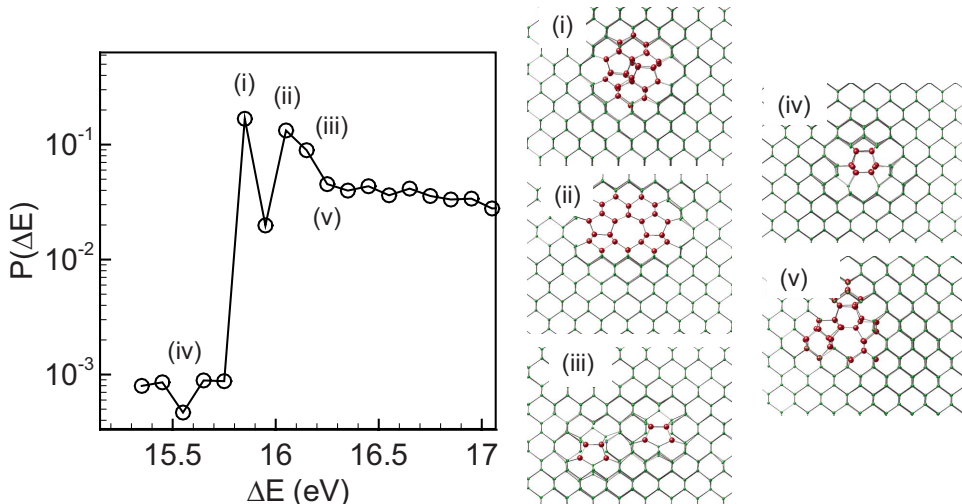 (i)
(ii)
(iii)
(iv)
(v)
P(ΔE)
10⁻¹
10⁻²
10⁻³
(i)
(ii)
(iii)
(v)
(iv)
15.5
16
16.5
17
ΔE (eV)